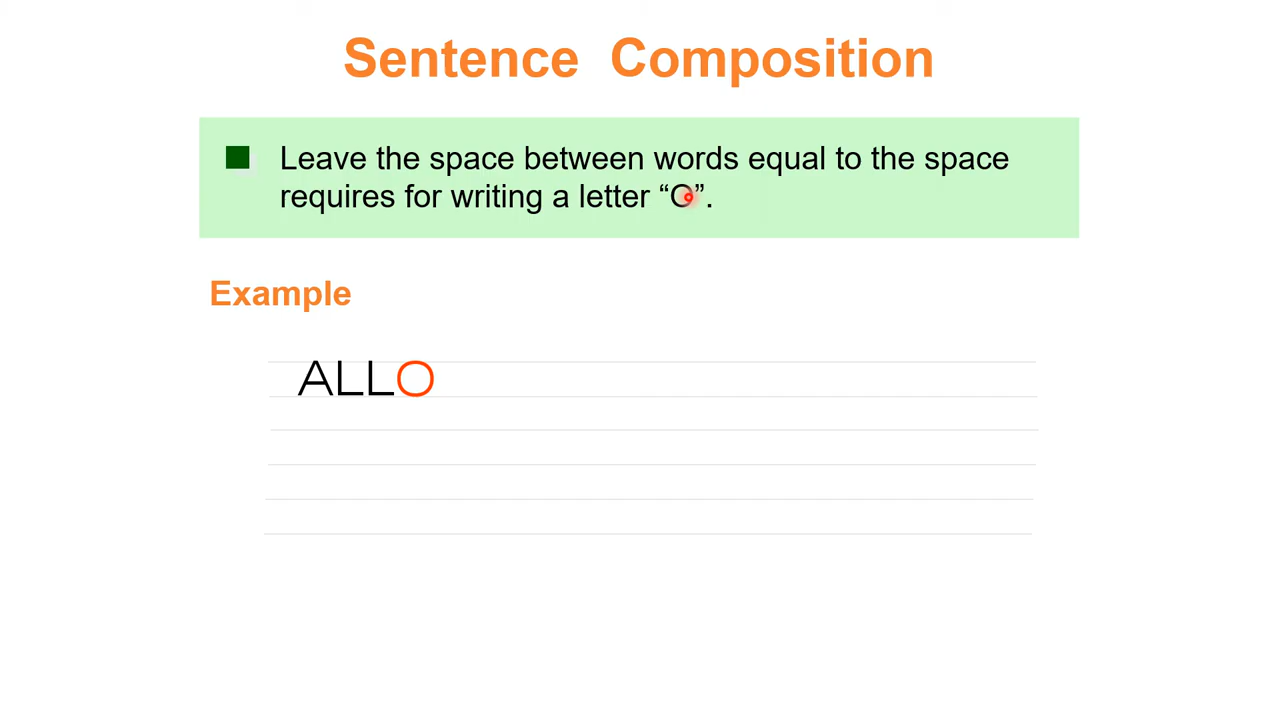 Sentence Composition
Leave the space between words equal to the space
requires for writing a letter “O”.
Example
ALLO